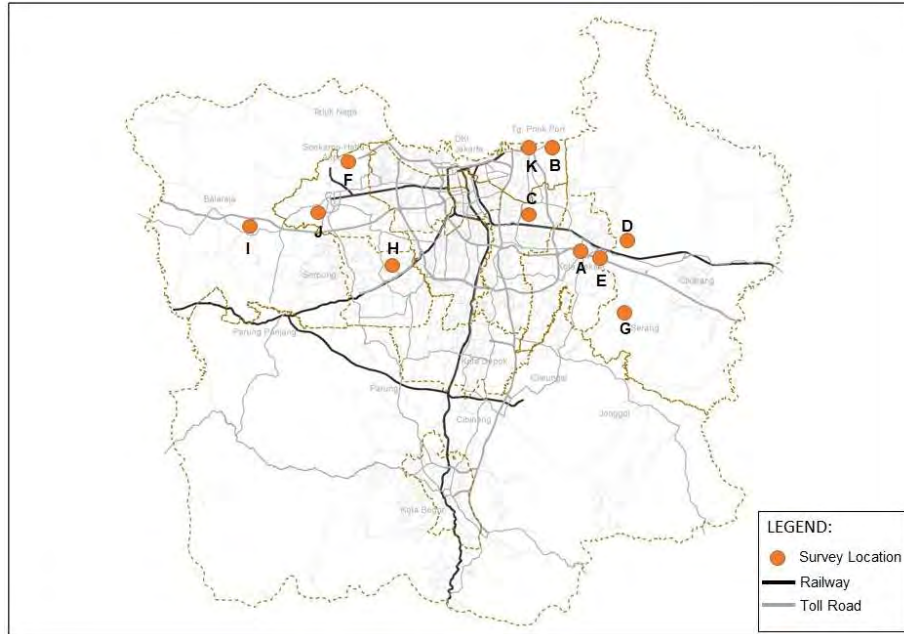 Teluk Naga
Tg. Priok Port
DKI
Jakarta
Soekarno-Hatta
K
B
F
Balaraja
C
J
D
I
H
A
E
Serpong
Cikarang
G
Parung Panjang
Kota Depok
Cileungsi
Parung
Cibinong
Jonggol
Kota Bogor
LEGEND:
Survey Location
Railway
Toll Road